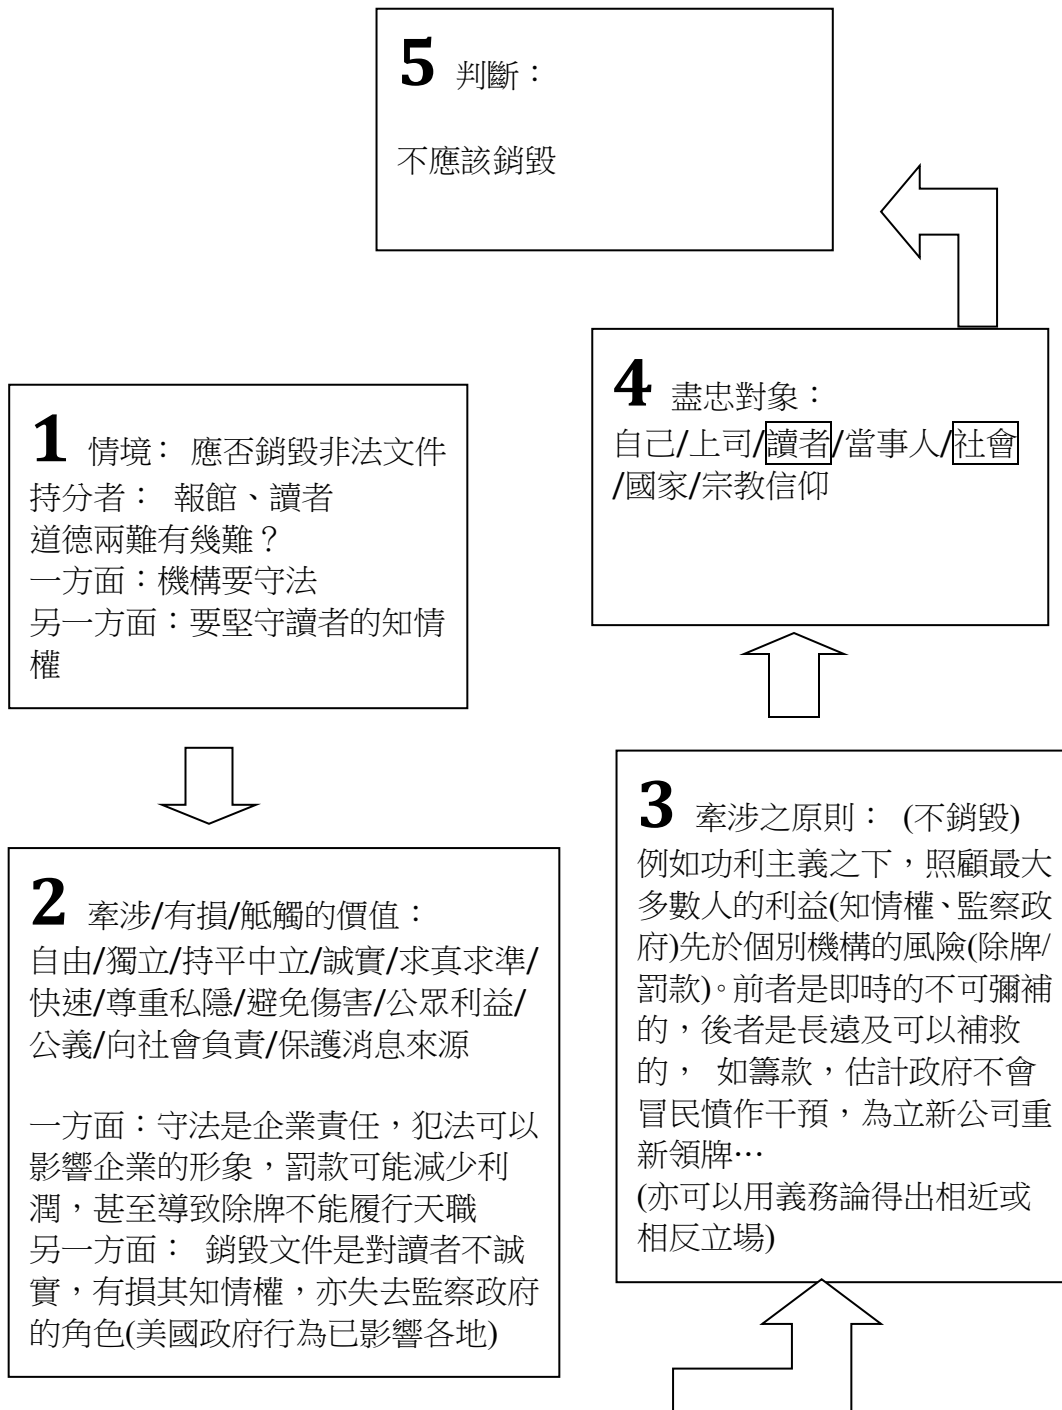 5 判斷：
不應該銷毀
4 盡忠對象：
自己/上司/讀者/當事人/社會
/國家/宗教信仰
1 情境： 應否銷毀非法文件
持分者： 報館、讀者
道德兩難有幾難？
一方面：機構要守法
另一方面：要堅守讀者的知情
權
2 牽涉/有損/觝觸的價值：
自由/獨立/持平中立/誠實/求真求準/
快速/尊重私隱/避免傷害/公眾利益/
公義/向社會負責/保護消息來源
一方面：守法是企業責任，犯法可以
影響企業的形象，罰款可能減少利
潤，甚至導致除牌不能履行天職
另一方面： 銷毀文件是對讀者不誠
實，有損其知情權，亦失去監察政府
的角色(美國政府行為已影響各地)
3 牽涉之原則： (不銷毀)
例如功利主義之下，照顧最大
多數人的利益(知情權、監察政
府)先於個別機構的風險(除牌/
罰款)。前者是即時的不可彌補
的，後者是長遠及可以補救
的， 如籌款，估計政府不會
冒民憤作干預，為立新公司重
新領牌…
(亦可以用義務論得出相近或
相反立場)